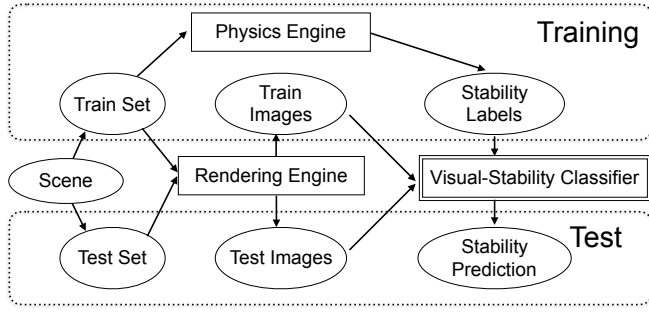 Physics Engine
Training
Train Set
Train
Images
Stability
Labels
Scene
Rendering Engine
Visual-Stability Classifier
Test Set
Test Images
Stability
Prediction
Test